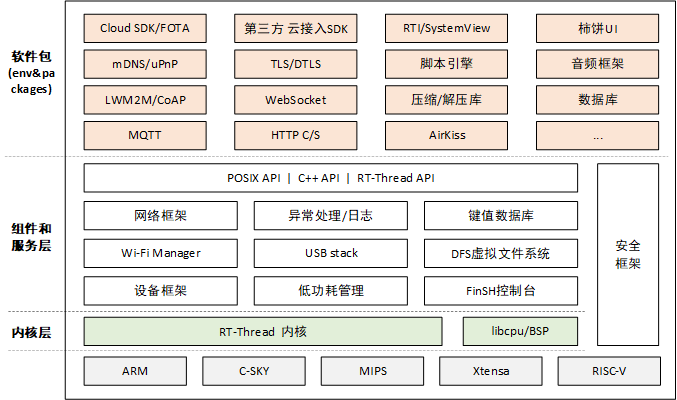 软件包
(env&pa
ckages)
Cloud SDK/FOTA
第三方 云接入SDK
RTI/SystemView
柿饼UI
mDNS/uPnP
TLS/DTLS
脚本引擎
音频框架
LWM2M/CoAP
WebSocket
压缩/解压库
数据库
MQTT
HTTP C/S
AirKiss
...
组件和
服务层
POSIX API | C++ API | RT-Thread API
网络框架
异常处理/日志
键值数据库
Wi-Fi Manager
USB stack
DFS虚拟文件系统
设备框架
低功耗管理
FinSH控制台
安全
框架
内核层
RT-Thread 内核
libcpu/BSP
ARM
C-SKY
MIPS
Xtensa
RISC-V